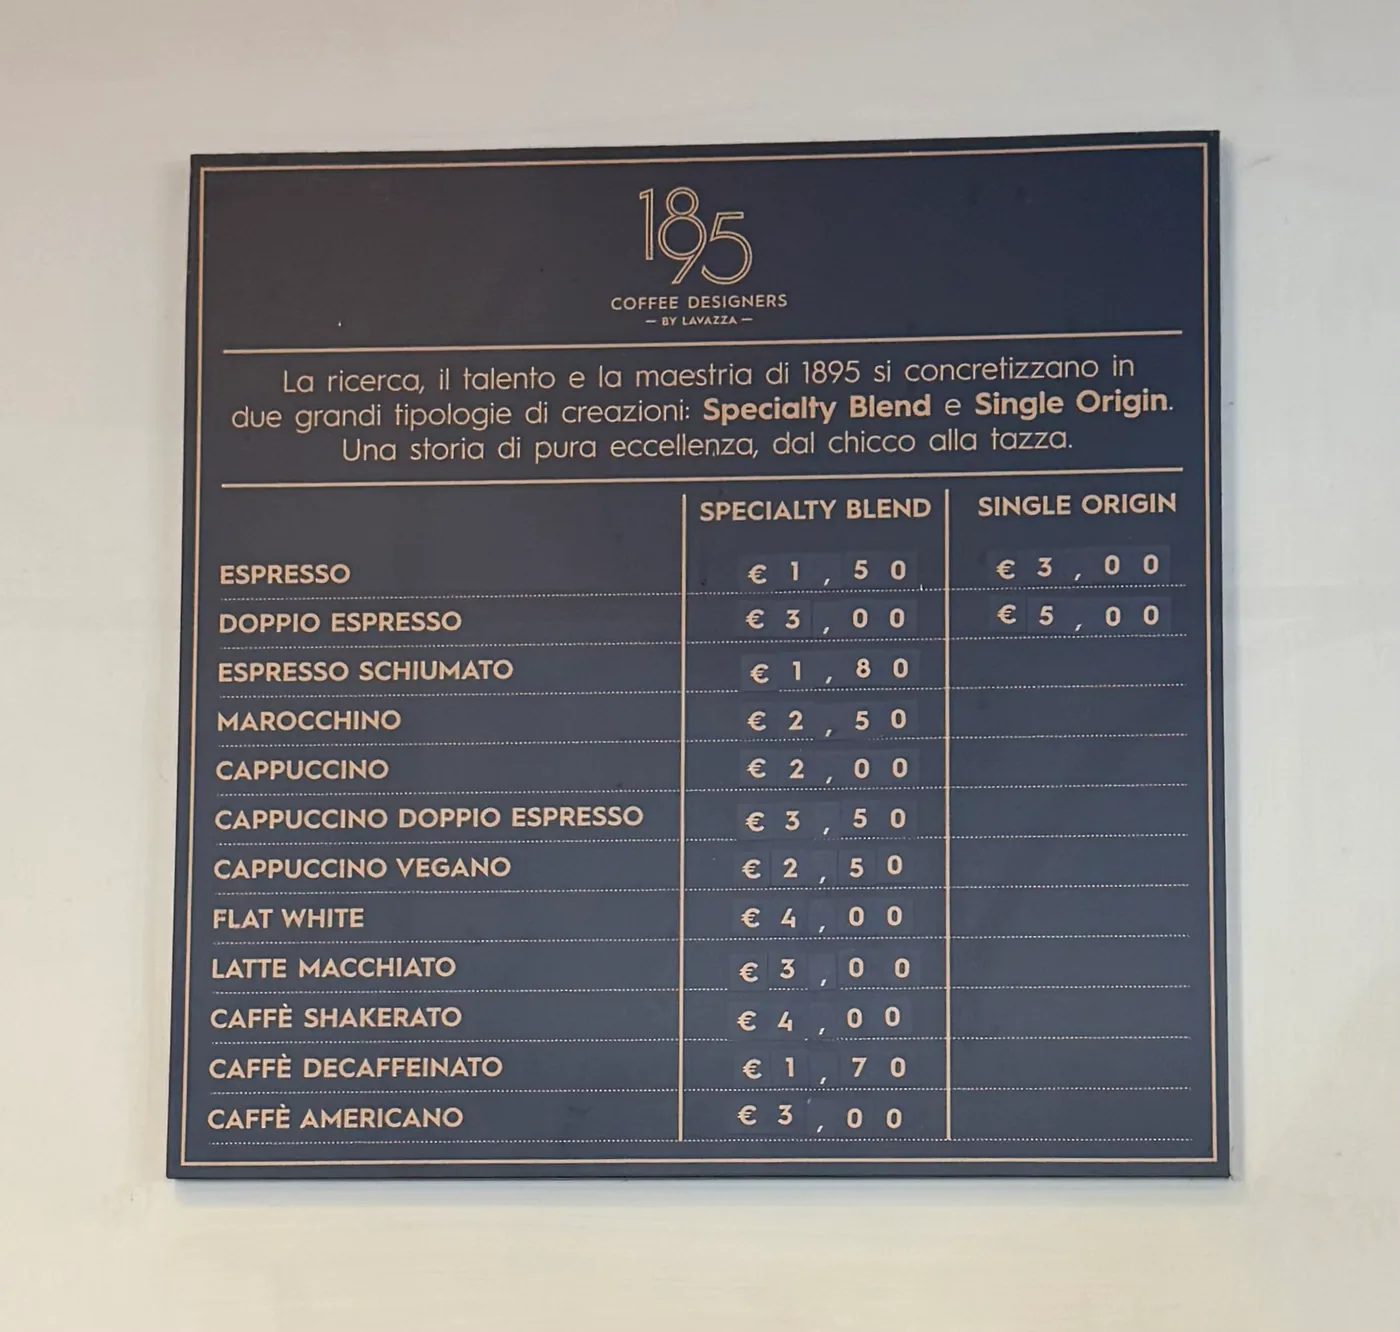 1895
COFFEE DESIGNERS
— BY LAVAZZA —
La ricerca, il talento e la maestria di 1895 si concretizzano in
due grandi tipologie di creazioni: Specialty Blend e Single Origin.
Una storia di pura eccellenza, dal chicco alla tazza.
SPECIALTY BLEND SINGLE ORIGIN
ESPRESSO € 1,50 € 3,00
DOPPIO ESPRESSO € 3,00 € 5,00
ESPRESSO SCHIUMATO € 1,80
MAROCCHINO € 2,50
CAPPUCCINO € 2,00
CAPPUCCINO DOPPIO ESPRESSO € 3,50
CAPPUCCINO VEGANO € 2,50
FLAT WHITE € 4,00
LATTE MACCHIATO € 3,00
CAFFÈ SHAKERATO € 4,00
CAFFÈ DECAFFEINATO € 1,70
CAFFÈ AMERICANO € 3,00